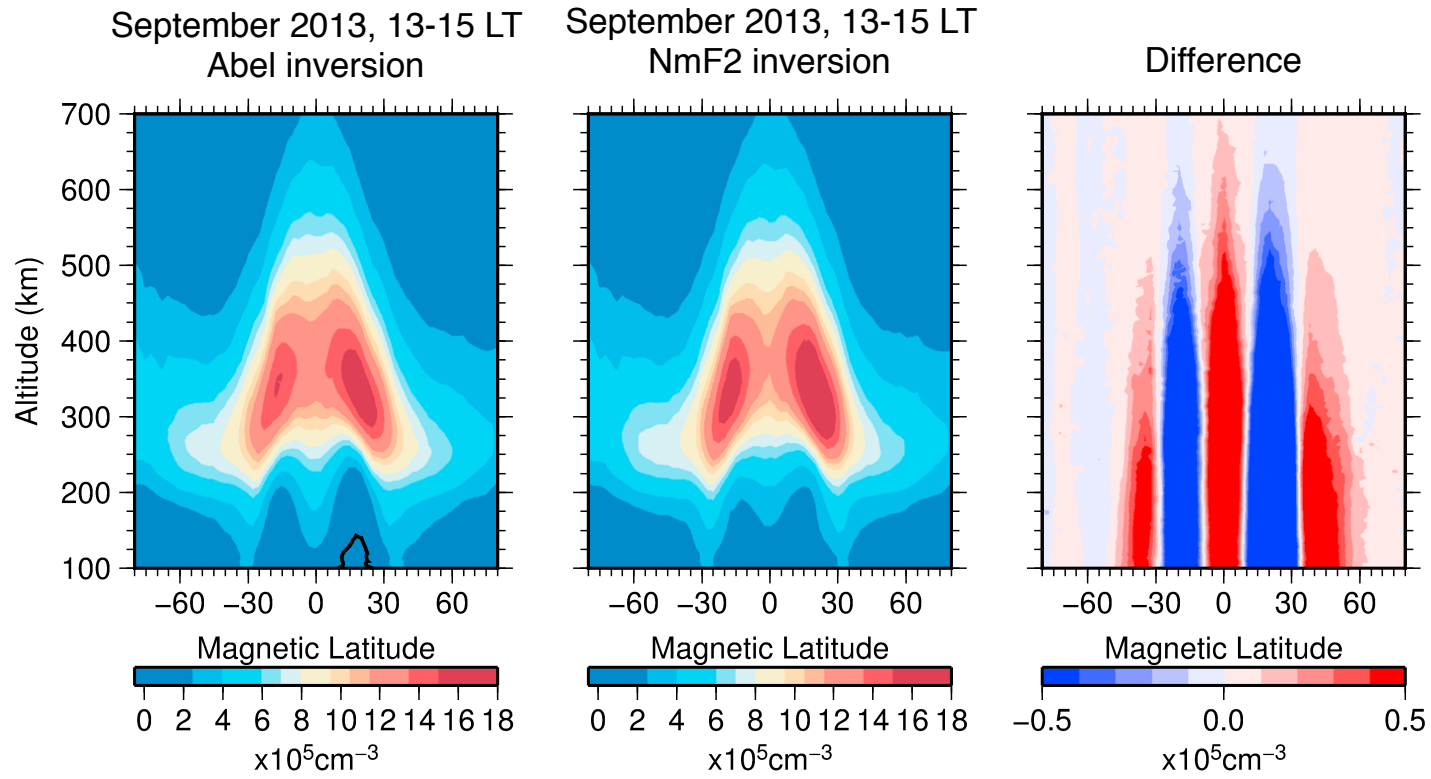 September 2013, 13-15 LT
Abel inversion
September 2013, 13-15 LT
NmF2 inversion
Difference
Altitude (km)
700
600
500
400
300
200
100
−60 −30 0 30 60
−60 −30 0 30 60
−60 −30 0 30 60
Magnetic Latitude
Magnetic Latitude
Magnetic Latitude
0 2 4 6 8 10 12 14 16 18
0 2 4 6 8 10 12 14 16 18
−0.5 0.0 0.5
x10⁵cm⁻³
x10⁵cm⁻³
x10⁵cm⁻³